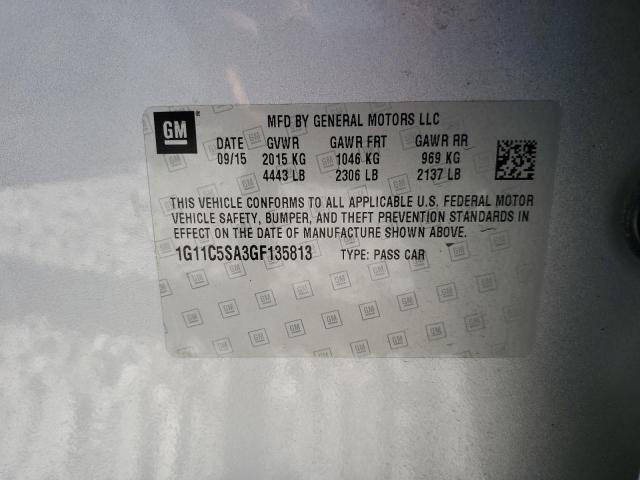 GM
MFD BY GENERAL MOTORS LLC
DATE GVWR GAWR FRT GAWR RR
09/15 2015 KG 1046 KG 969 KG
4443 LB 2306 LB 2137 LB
THIS VEHICLE CONFORMS TO ALL APPLICABLE U.S. FEDERAL MOTOR
VEHICLE SAFETY, BUMPER, AND THEFT PREVENTION STANDARDS IN
EFFECT ON THE DATE OF MANUFACTURE SHOWN ABOVE.
1G11C5SA3GF135813 TYPE: PASS CAR